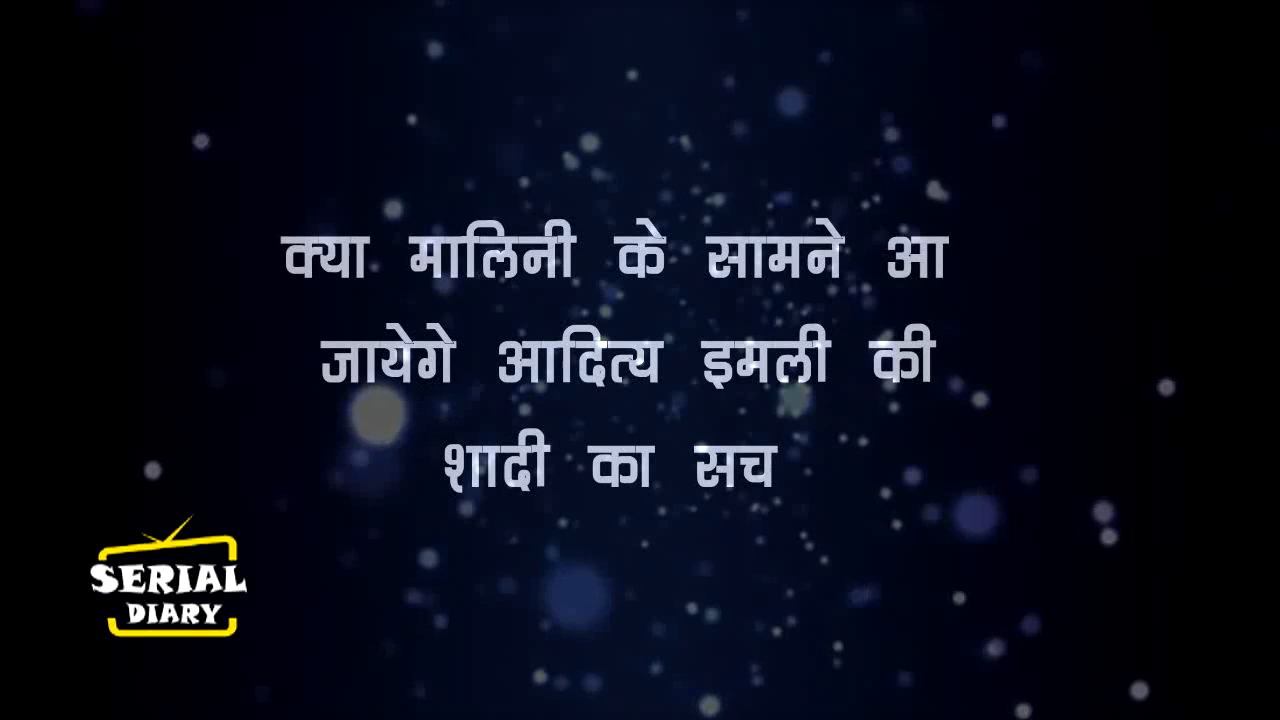 क्या मालिनी के सामने आ
जायेगे आदित्य इमली की
शादी का सच
SERIAL
DIARY